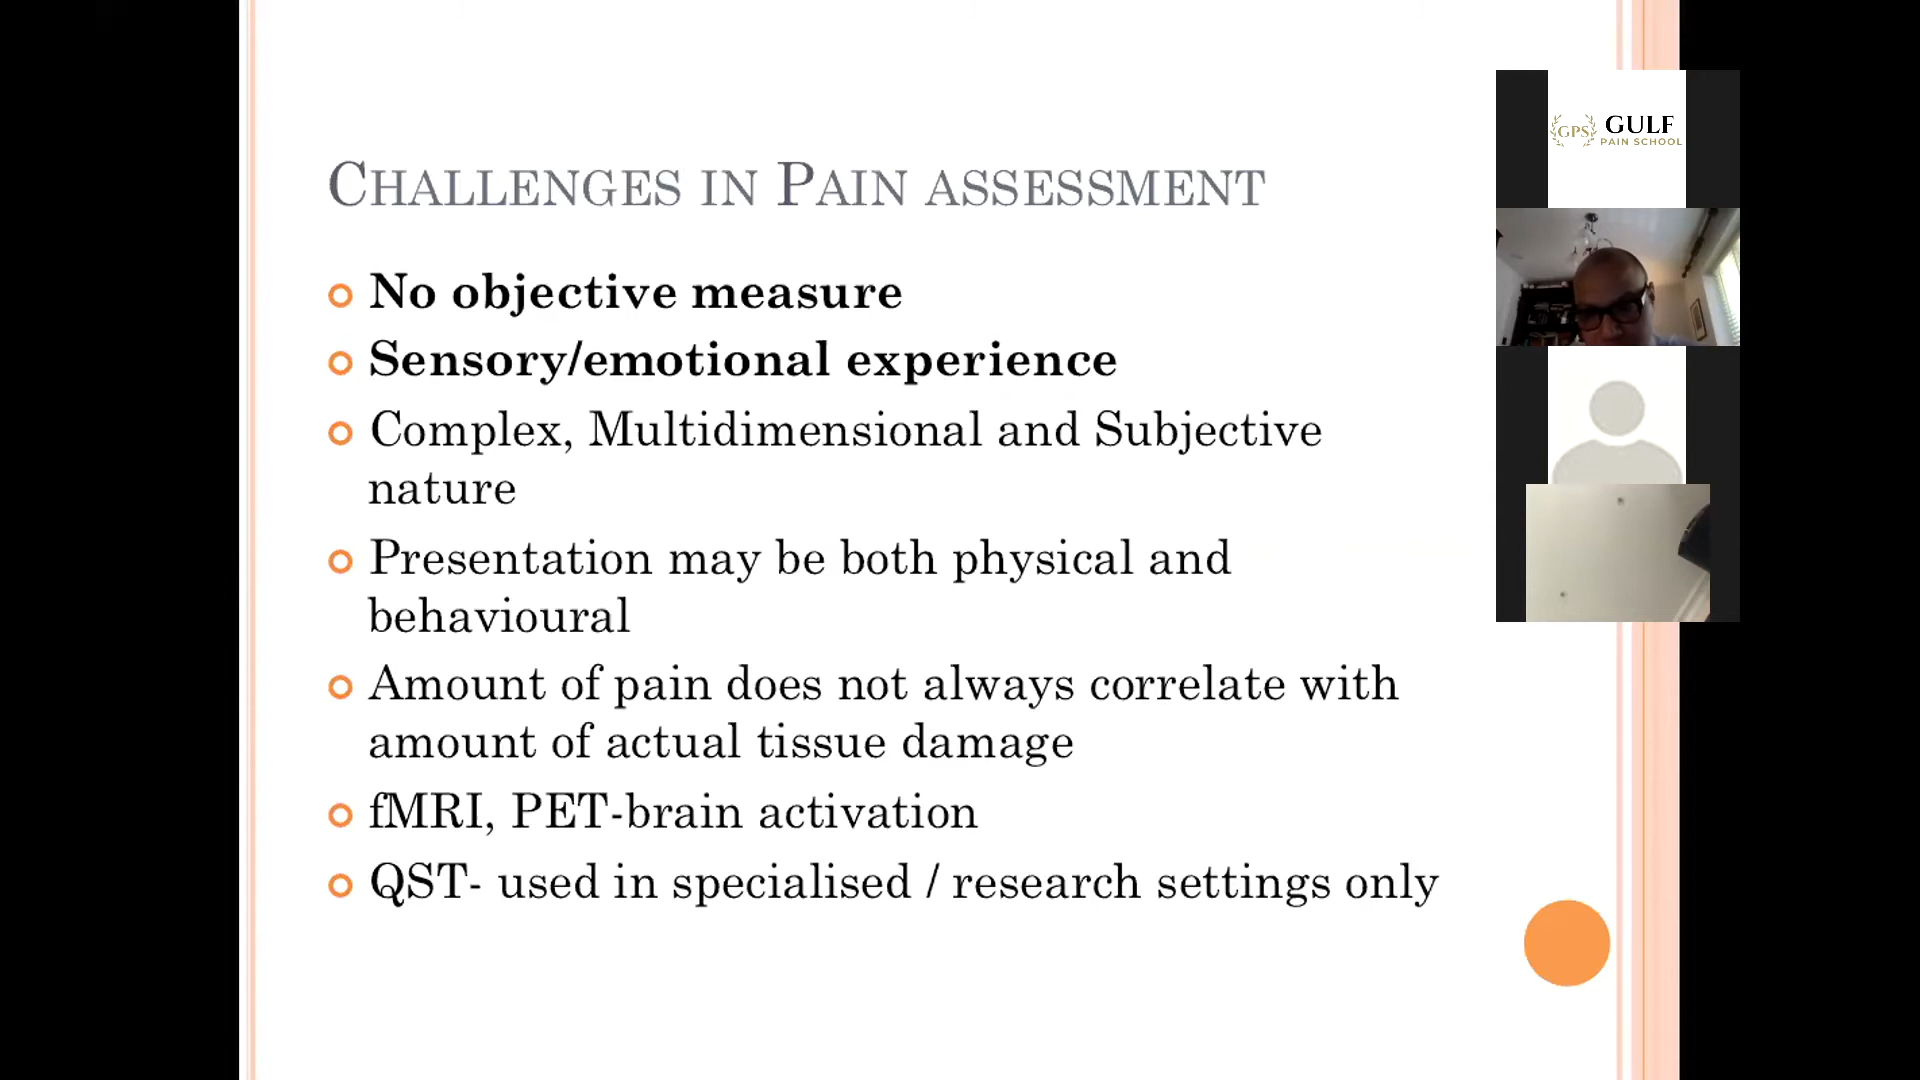 CHALLENGES IN PAIN ASSESSMENT
No objective measure
Sensory/emotional experience
Complex, Multidimensional and Subjective
nature
Presentation may be both physical and
behavioural
Amount of pain does not always correlate with
amount of actual tissue damage
fMRI, PET-brain activation
QST- used in specialised / research settings only
GPS
GULF
PAIN SCHOOL